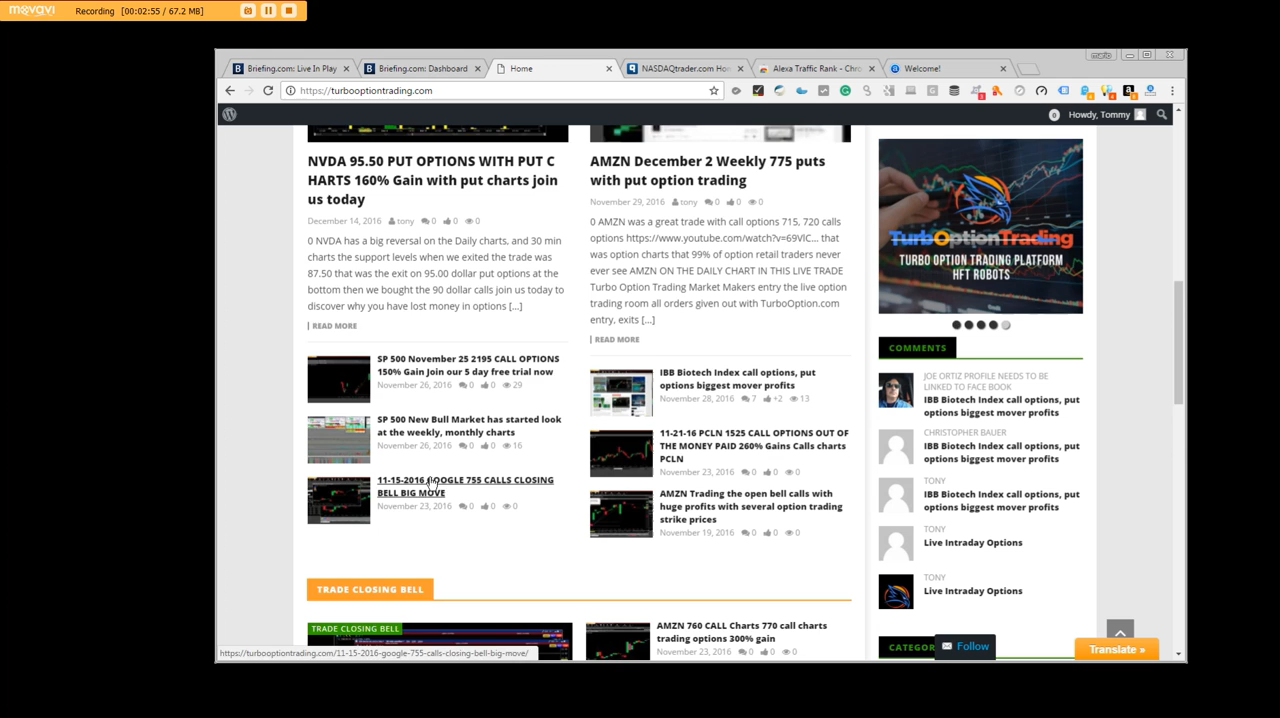 movavi
Recording [00:02:55 / 67.2 MB]
mario
Briefing.com: Live In Play
Briefing.com: Dashboard
Home
NASDAQtrader.com Ho
Alexa Traffic Rank - Chro
Welcome!
https://turbooptiontrading.com
0 Howdy, Tommy
NVDA 95.50 PUT OPTIONS WITH PUT C
HARTS 160% Gain with put charts join
us today
December 14, 2016 tony 0 0 0
0 NVDA has a big reversal on the Daily charts, and 30 min
charts the support levels when we exited the trade was
87.50 that was the exit on 95.00 dollar put options at the
bottom then we bought the 90 dollar calls join us today to
discover why you have lost money in options [...]
READ MORE
SP 500 November 25 2195 CALL OPTIONS
150% Gain Join our 5 day free trial now
November 26, 2016 0 0 29
SP 500 New Bull Market has started look
at the weekly, monthly charts
November 26, 2016 0 0 16
11-15-2016 GOOGLE 755 CALLS CLOSING
BELL BIG MOVE
November 23, 2016 0 0 0
AMZN December 2 Weekly 775 puts
with put option trading
November 29, 2016 tony 0 0 0
0 AMZN was a great trade with call options 715, 720 calls
options https://www.youtube.com/watch?v=69VlC... that
was option charts that 99% of option retail traders never
ever see AMZN ON THE DAILY CHART IN THIS LIVE TRADE
Turbo Option Trading Market Makers entry the live option
trading room all orders given out with TurboOption.com
entry, exits [...]
READ MORE
IBB Biotech Index call options, put
options biggest mover profits
November 28, 2016 7 +2 13
11-21-16 PCLN 1525 CALL OPTIONS OUT OF
THE MONEY PAID 260% Gains Calls charts
PCLN
November 23, 2016 0 0 0
AMZN Trading the open bell calls with
huge profits with several option trading
strike prices
November 19, 2016 0 0 0
TurbOOptionTrading
TURBO OPTION TRADING PLATFORM
HFT ROBOTS
COMMENTS
JOE ORTIZ PROFILE NEEDS TO BE
LINKED TO FACE BOOK
IBB Biotech Index call options, put
options biggest mover profits
CHRISTOPHER BAUER
IBB Biotech Index call options, put
options biggest mover profits
TONY
IBB Biotech Index call options, put
options biggest mover profits
TONY
Live Intraday Options
TONY
Live Intraday Options
TRADE CLOSING BELL
TRADE CLOSING BELL
AMZN 760 CALL Charts 770 call charts
trading options 300% gain
November 23, 2016 0 0 0
CATEGOR
Follow
Translate »
https://turbooptiontrading.com/11-15-2016-google-755-calls-closing-bell-big-move/